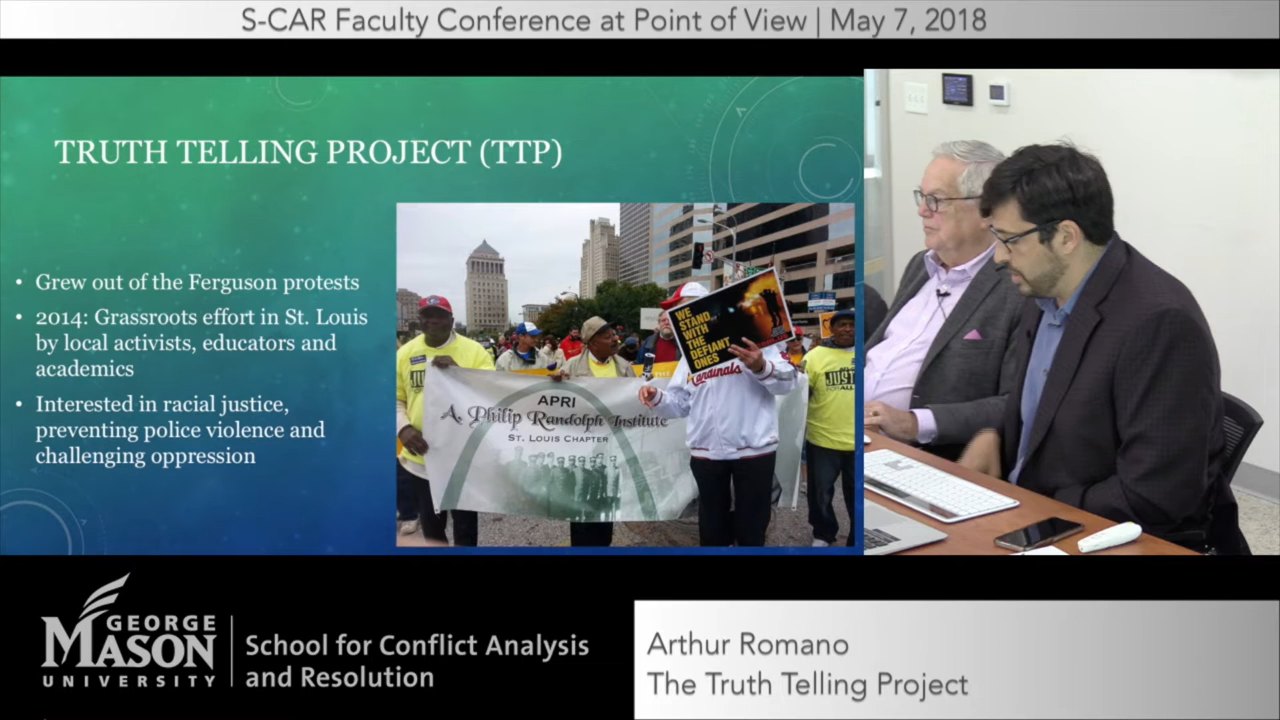 S-CAR Faculty Conference at Point of View | May 7, 2018
TRUTH TELLING PROJECT (TTP)
• Grew out of the Ferguson protests
• 2014: Grassroots effort in St. Louis
by local activists, educators and
academics
• Interested in racial justice,
preventing police violence and
challenging oppression
WE
STAND
WITH
THE
DEFIANT
ONES
Cardinals
JUST
FOR ALL
APRI
A. Philip Randolph Institute
ST. LOUIS CHAPTER
GEORGE
MASON
UNIVERSITY
School for Conflict Analysis
and Resolution
Arthur Romano
The Truth Telling Project